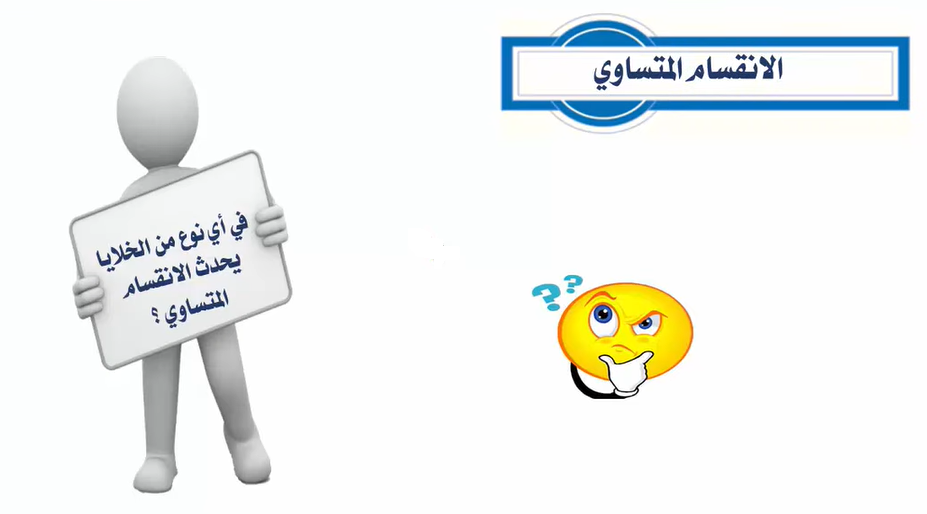 الانقسام المتساوي
في أي نوع من الخلايا
يحدث الانقسام
المتساوي ؟
??